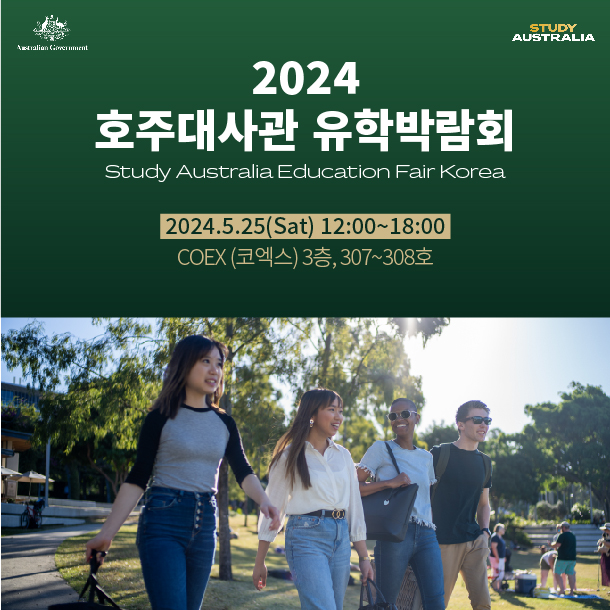 Australian Government
STUDY
AUSTRALIA
2024
호주대사관 유학박람회
Study Australia Education Fair Korea
2024.5.25(Sat) 12:00~18:00
COEX (코엑스) 3층, 307~308호